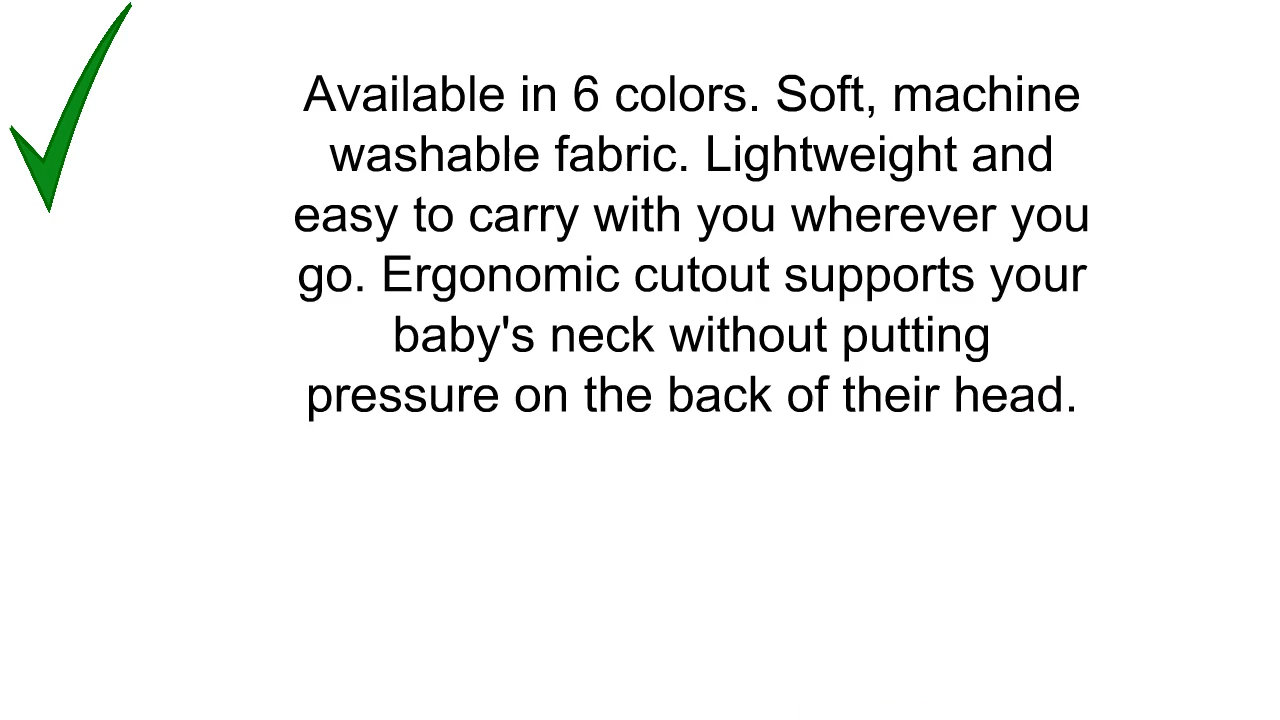 Available in 6 colors. Soft, machine
washable fabric. Lightweight and
easy to carry with you wherever you
go. Ergonomic cutout supports your
baby's neck without putting
pressure on the back of their head.